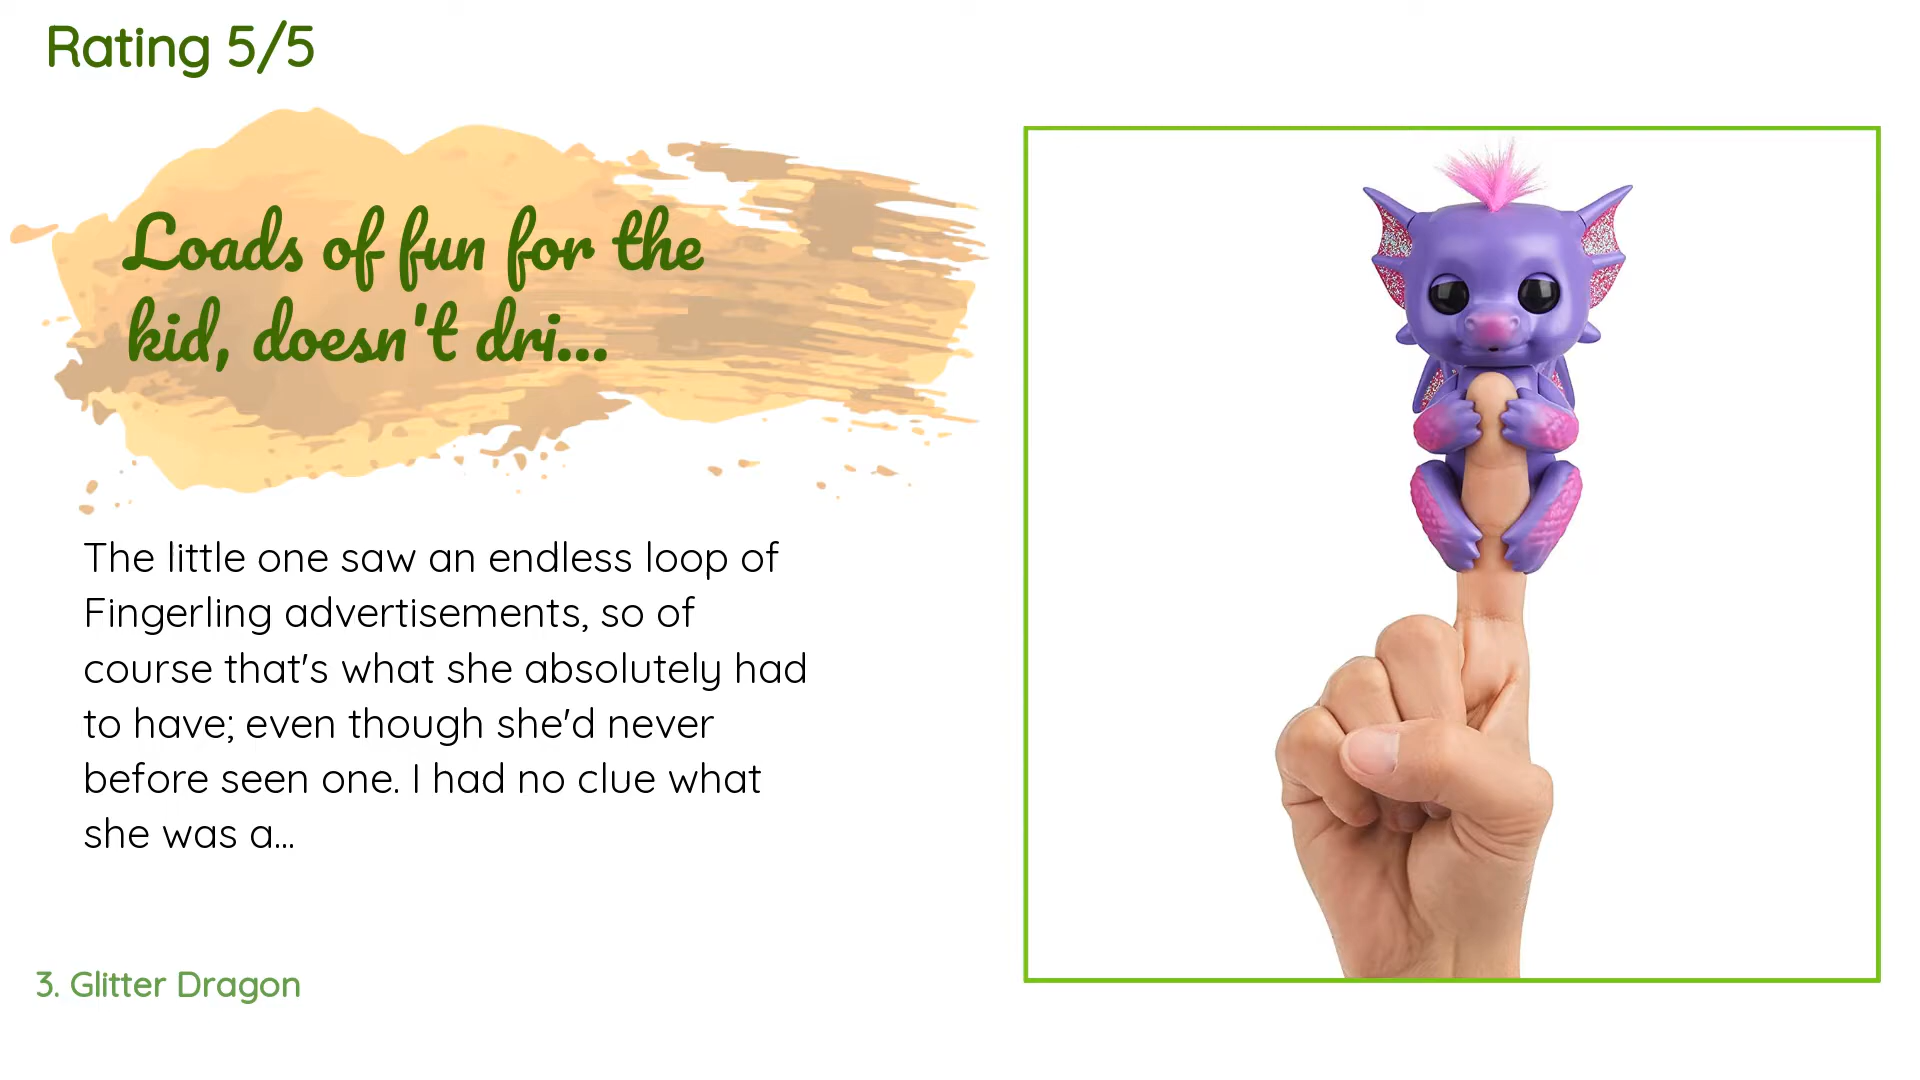 Rating 5/5
Loads of fun for the
kid, doesn't dri...
The little one saw an endless loop of
Fingerling advertisements, so of
course that's what she absolutely had
to have; even though she'd never
before seen one. I had no clue what
she was a...
3. Glitter Dragon